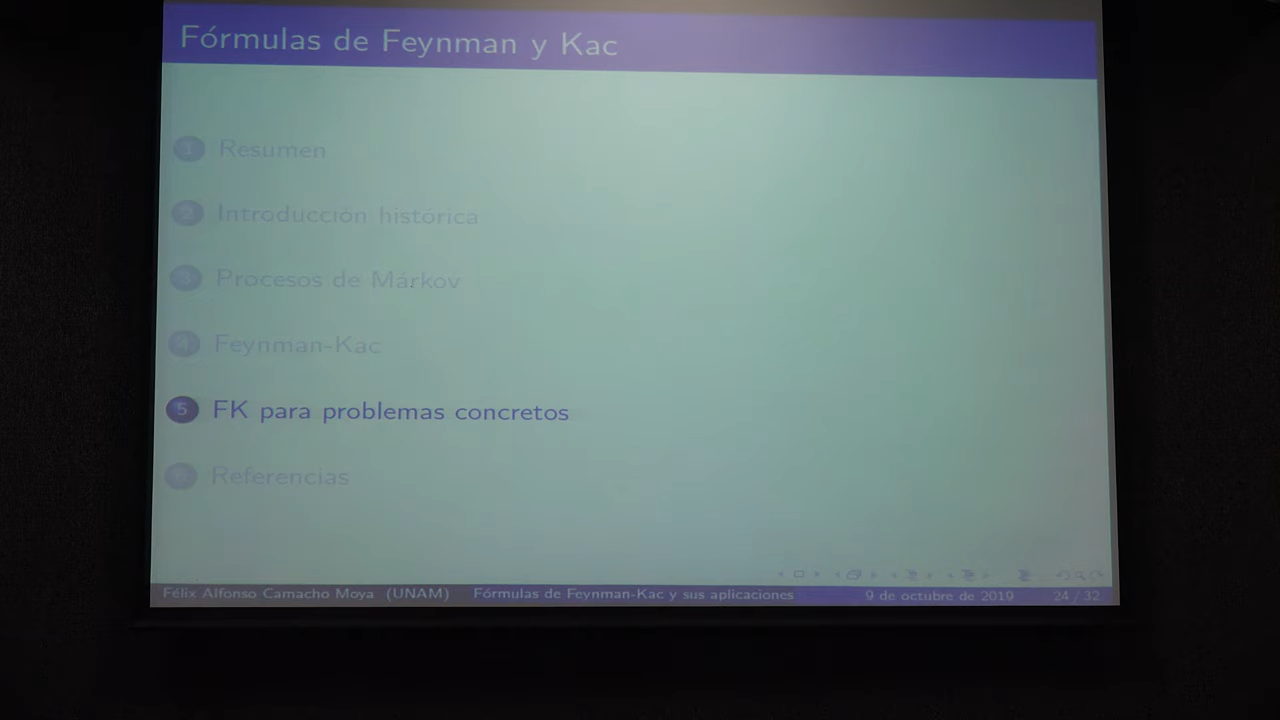 Fórmulas de Feynman y Kac
1 Resumen
2 Introducción histórica
3 Procesos de Márkov
4 Feynman-Kac
5 FK para problemas concretos
6 Referencias
Félix Alfonso Camacho Moya (UNAM) Fórmulas de Feynman-Kac y sus aplicaciones 9 de octubre de 2019 24 / 32